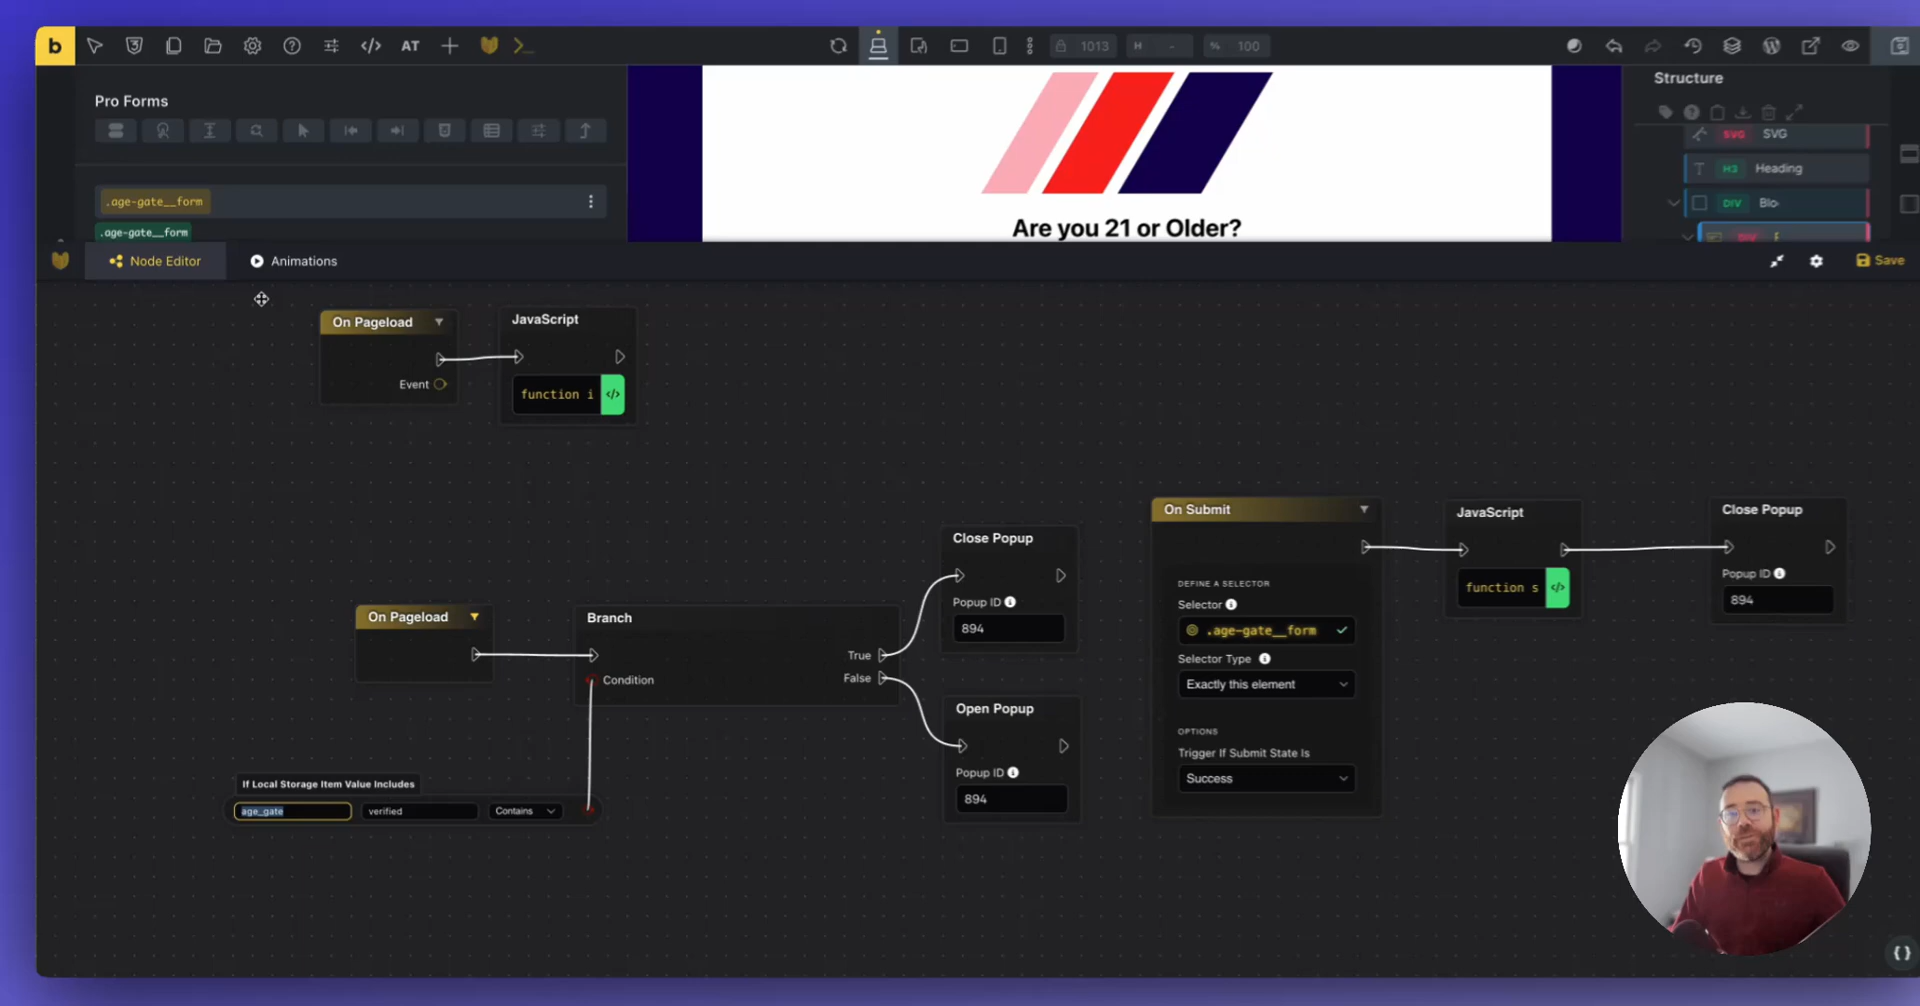 b
AT
1013
H
-
%
100
Pro Forms
Structure
SVG
SVG
H3
Heading
DIV
Blo
DIV
.age-gate__form
.age-gate__form
Are you 21 or Older?
Node Editor
Animations
Save
On Pageload
Event
JavaScript
function i
</>
On Pageload
Branch
True
False
Condition
If Local Storage Item Value Includes
age_gate
verified
Contains
Close Popup
Popup ID
894
Open Popup
Popup ID
894
On Submit
DEFINE A SELECTOR
Selector
.age-gate__form
Selector Type
Exactly this element
OPTIONS
Trigger If Submit State Is
Success
JavaScript
function s
</>
Close Popup
Popup ID
894